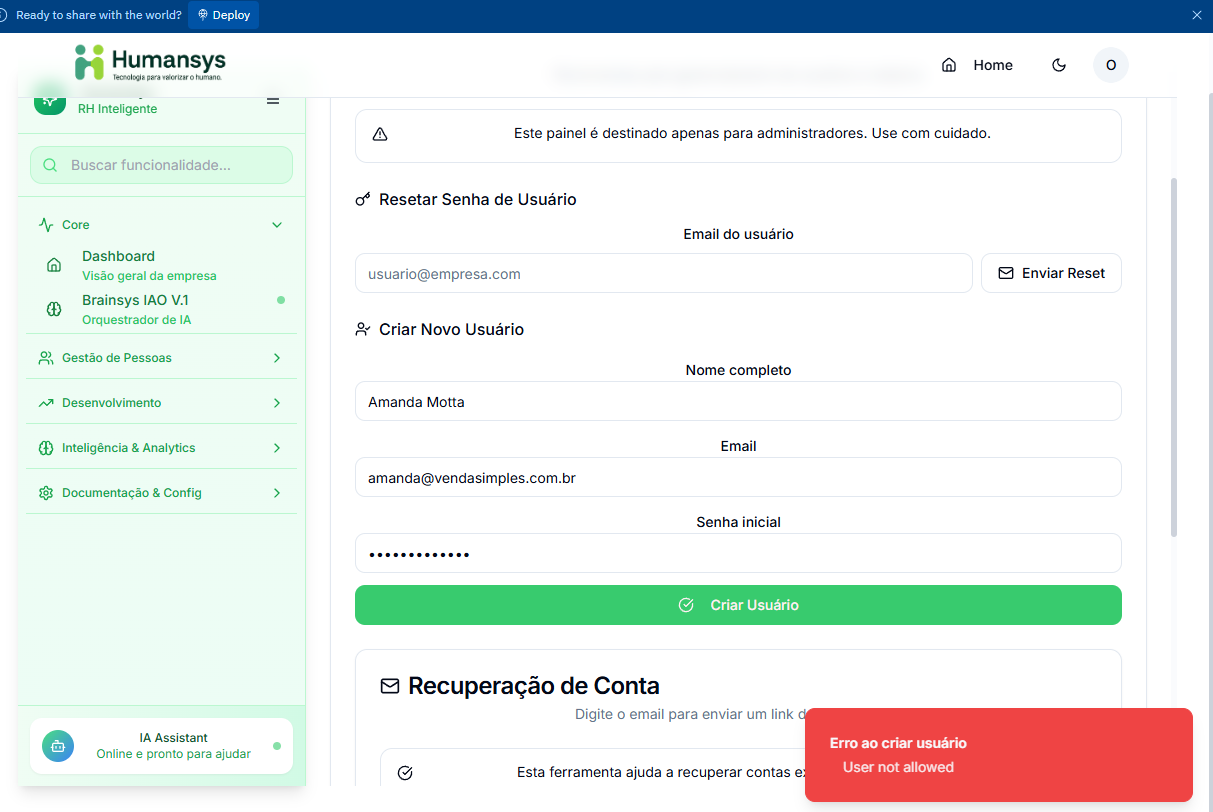 Ready to share with the world?
Deploy
Humansys
Tecnologia para valorizar o humano.
Home
O
RH Inteligente
Buscar funcionalidade...
Core
Dashboard
Visão geral da empresa
Brainsys IAO V.1
Orquestrador de IA
Gestão de Pessoas
Desenvolvimento
Inteligência & Analytics
Documentação & Config
IA Assistant
Online e pronto para ajudar
Este painel é destinado apenas para administradores. Use com cuidado.
Resetar Senha de Usuário
Email do usuário
usuario@empresa.com
Enviar Reset
Criar Novo Usuário
Nome completo
Amanda Motta
Email
amanda@vendasimples.com.br
Senha inicial
•••••••••••••
Criar Usuário
Recuperação de Conta
Digite o email para enviar um link d
Esta ferramenta ajuda a recuperar contas ex
Erro ao criar usuário
User not allowed